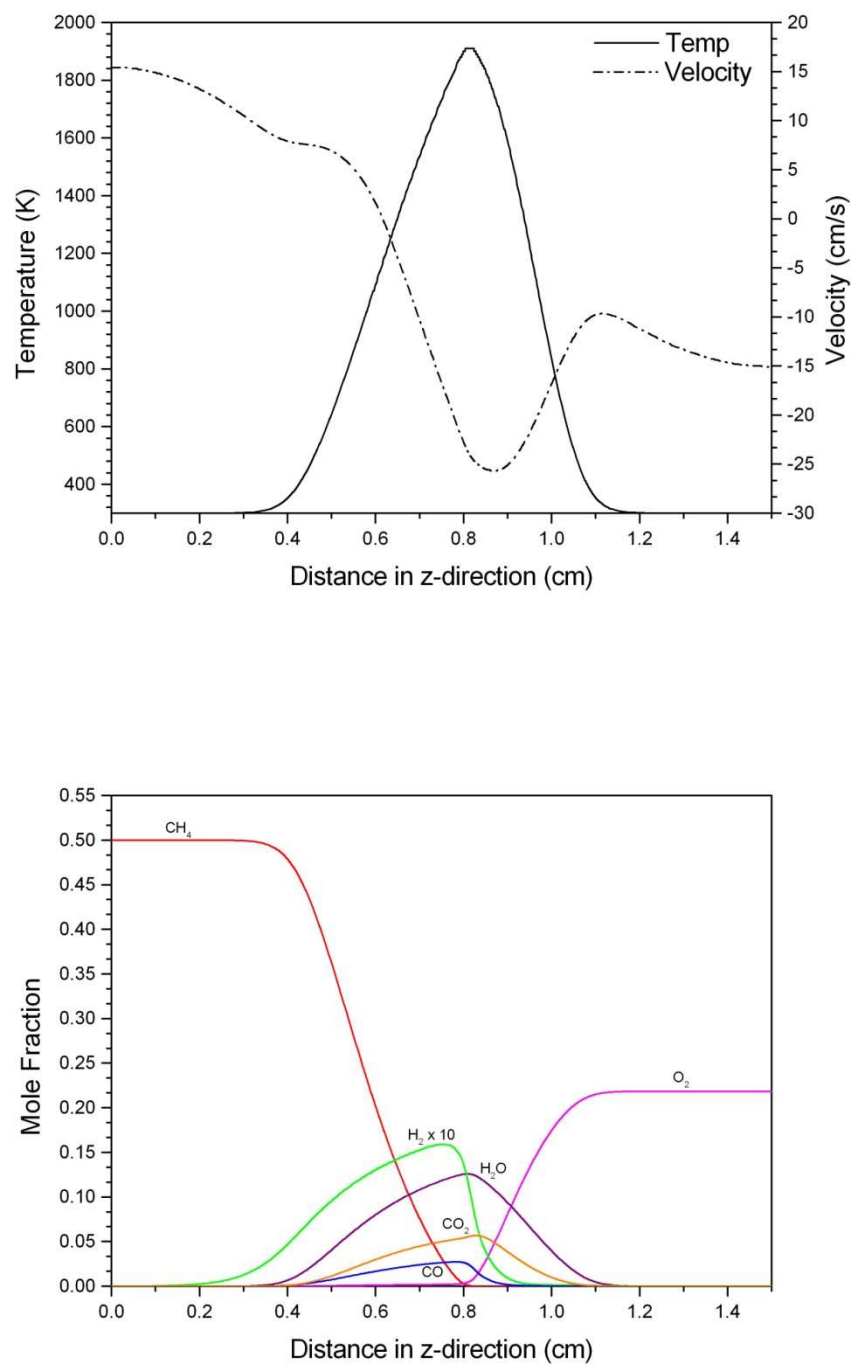 2000
1800
1600
1400
1200
1000
800
600
400
Temperature (K)
Temp
Velocity
20
15
10
5
0
-5
-10
-15
-20
-25
-30
Velocity (cm/s)
0.0 0.2 0.4 0.6 0.8 1.0 1.2 1.4
Distance in z-direction (cm)
0.55
0.50
0.45
0.40
0.35
0.30
0.25
0.20
0.15
0.10
0.05
0.00
Mole Fraction
CH₄
O₂
H₂ x 10
H₂O
CO₂
CO
0.0 0.2 0.4 0.6 0.8 1.0 1.2 1.4
Distance in z-direction (cm)